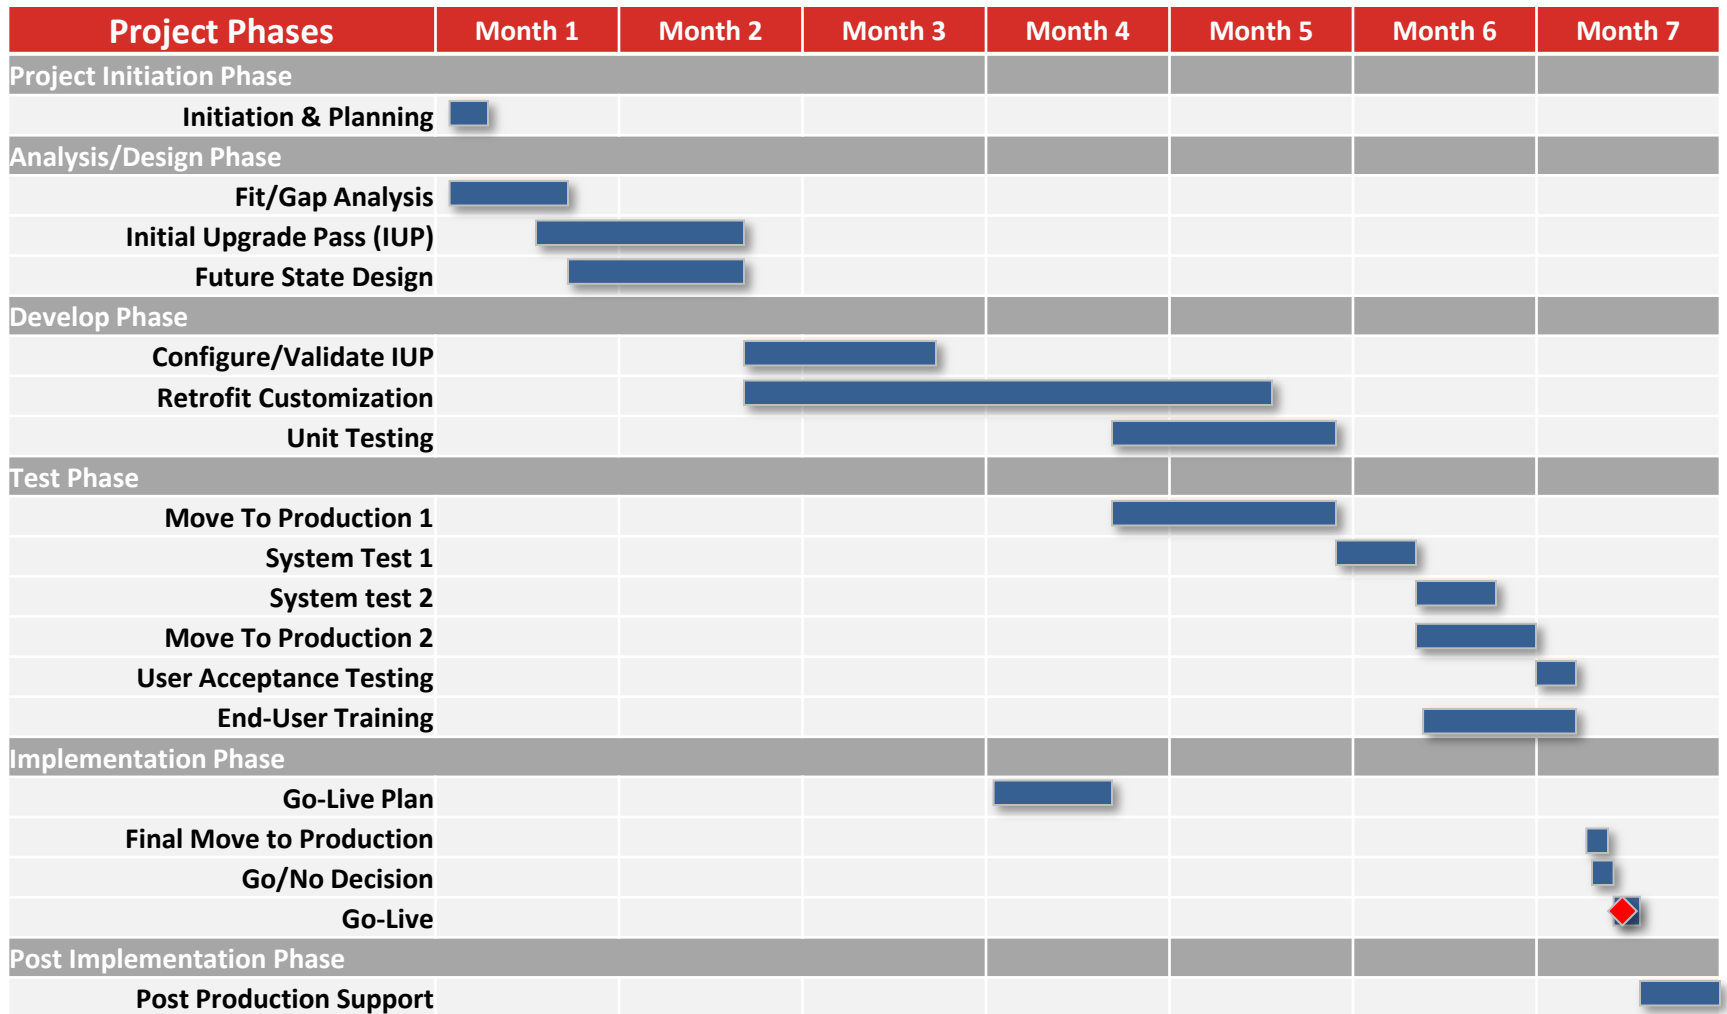 Project Phases Month 1 Month 2 Month 3 Month 4 Month 5 Month 6 Month 7
Project Initiation Phase
Initiation & Planning
Analysis/Design Phase
Fit/Gap Analysis
Initial Upgrade Pass (IUP)
Future State Design
Develop Phase
Configure/Validate IUP
Retrofit Customization
Unit Testing
Test Phase
Move To Production 1
System Test 1
System test 2
Move To Production 2
User Acceptance Testing
End-User Training
Implementation Phase
Go-Live Plan
Final Move to Production
Go/No Decision
Go-Live
Post Implementation Phase
Post Production Support